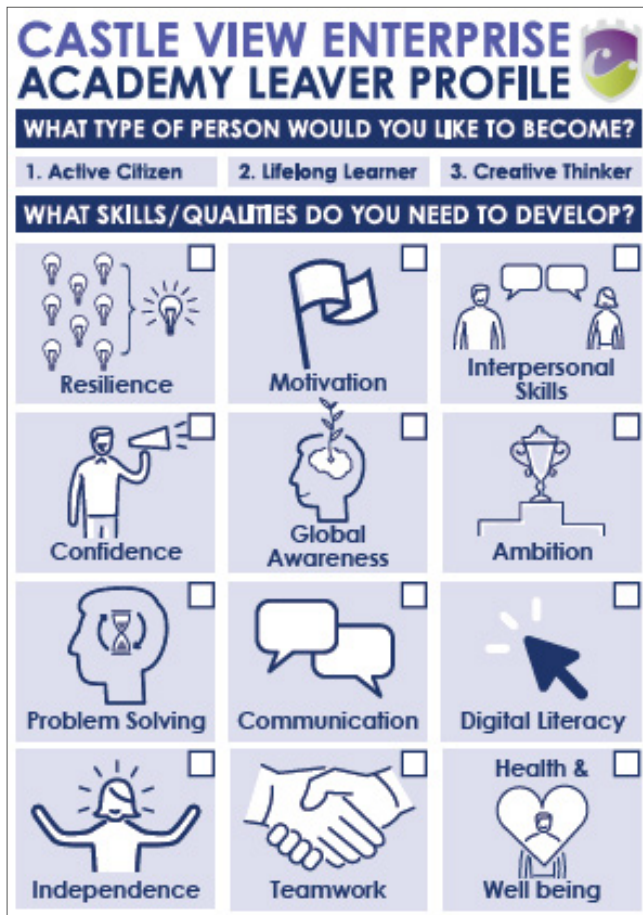 CASTLE VIEW ENTERPRISE
ACADEMY LEAVER PROFILE
WHAT TYPE OF PERSON WOULD YOU LIKE TO BECOME?
1. Active Citizen
2. Lifelong Learner
3. Creative Thinker
WHAT SKILLS/QUALITIES DO YOU NEED TO DEVELOP?
Resilience
Motivation
Interpersonal
Skills
Confidence
Global
Awareness
Ambition
Problem Solving
Communication
Digital Literacy
Independence
Teamwork
Health &
Well being